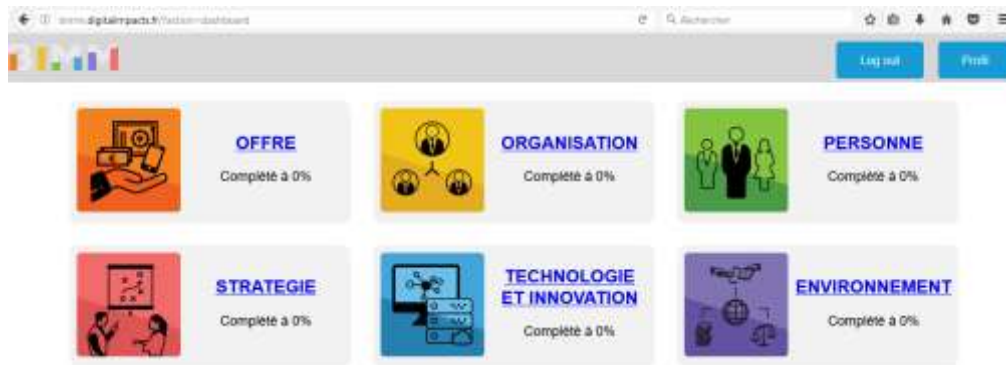 Rechercher
Log out
Profil
OFFRE
Complété à 0%
ORGANISATION
Complété à 0%
PERSONNE
Complété à 0%
STRATEGIE
Complété à 0%
TECHNOLOGIE
ET INNOVATION
Complété à 0%
ENVIRONNEMENT
Complété à 0%